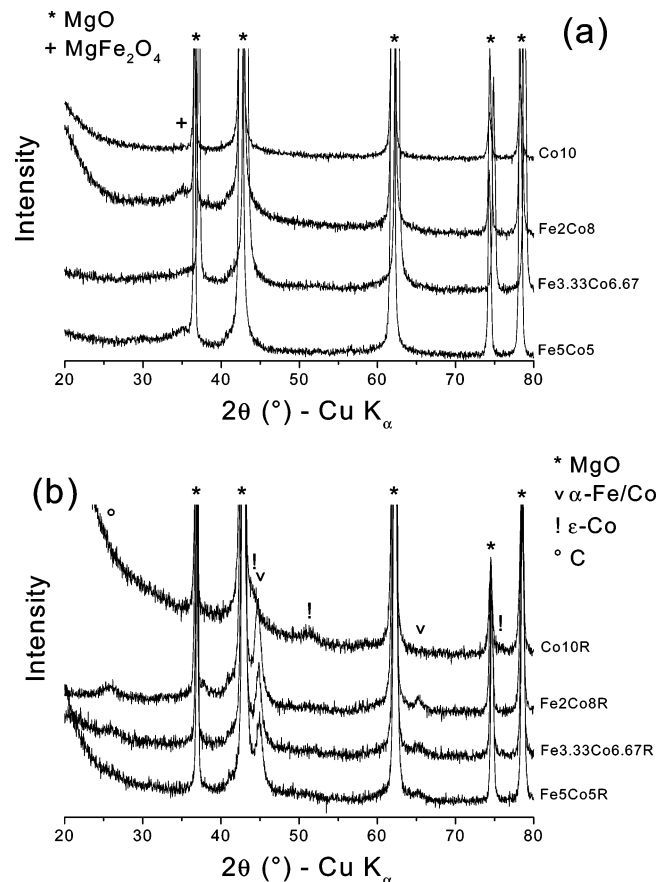 * MgO
+ MgFe₂O₄
(a)
*
*
*
*
*
+
Co10
Fe2Co8
Fe3.33Co6.67
Fe5Co5
Intensity
20 30 40 50 60 70 80
2θ (°) - Cu Kα
(b)
* MgO
v α-Fe/Co
! ε-Co
° C
*
*
*
*
*
°
!
v
!
v
!
Co10R
Fe2Co8R
Fe3.33Co6.67R
Fe5Co5R
Intensity
20 30 40 50 60 70 80
2θ (°) - Cu Kα